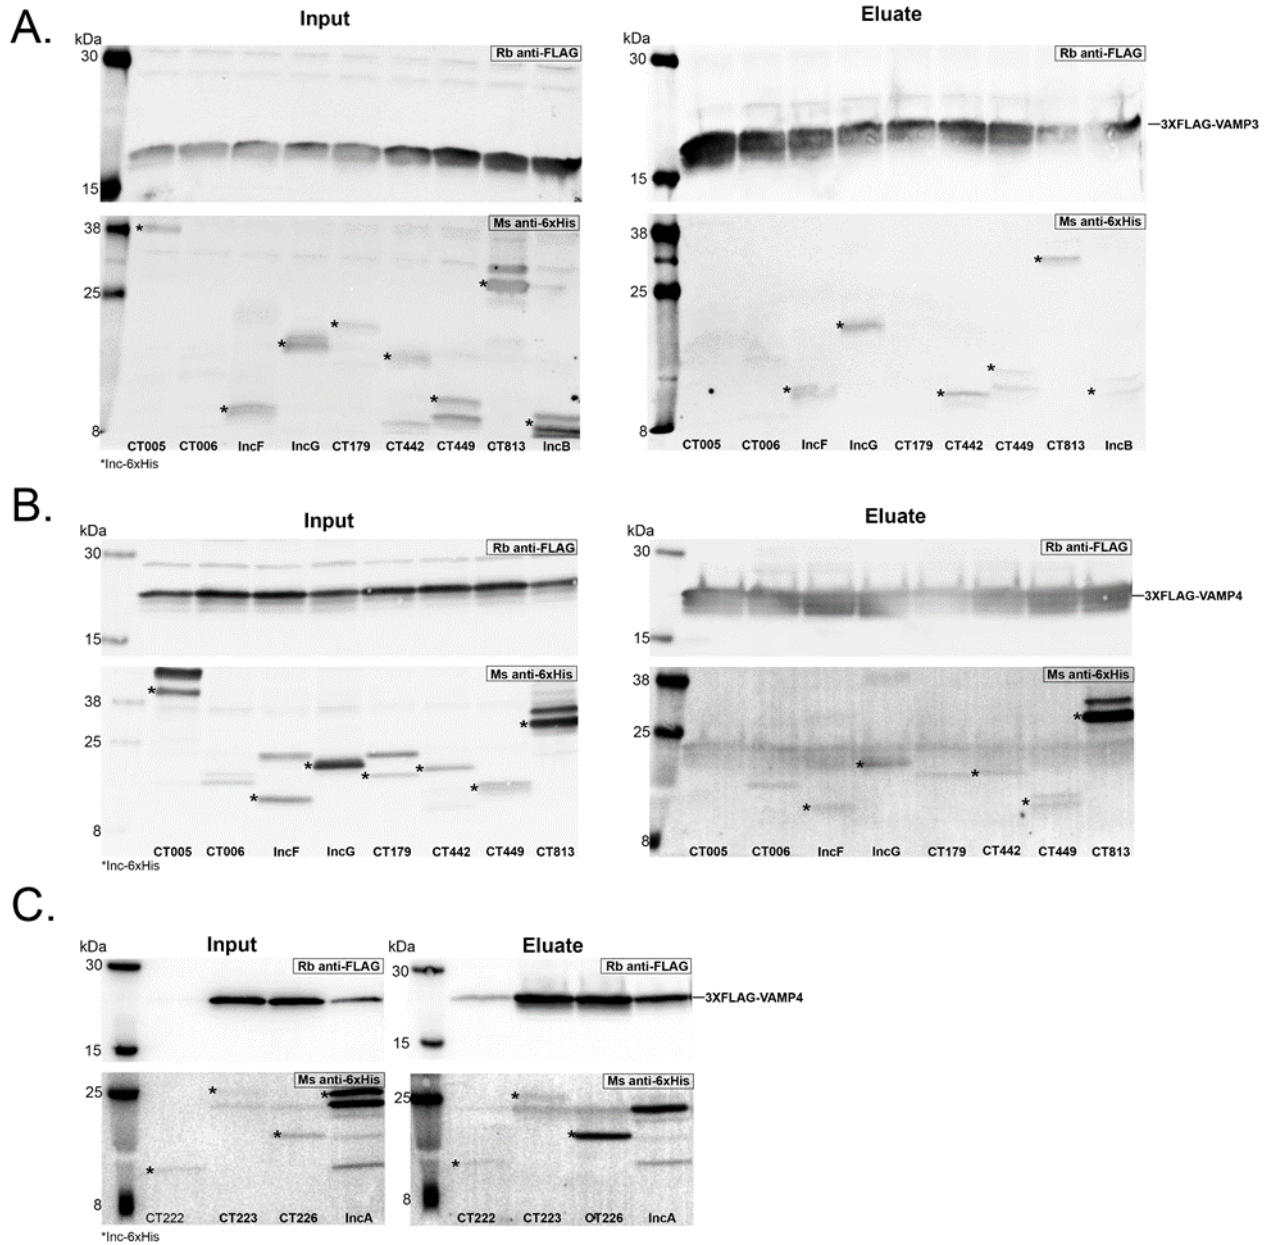 A.
Input
Eluate
kDa
30
Rb anti-FLAG
15
kDa
30
Rb anti-FLAG
3XFLAG-VAMP3
15
38
Ms anti-6xHis
*
25
*
*
*
*
*
*
*
8
CT005 CT006 IncF IncG CT179 CT442 CT449 CT813 IncB
*Inc-6xHis
38
Ms anti-6xHis
*
25
*
*
*
*
*
8
CT005 CT006 IncF IncG CT179 CT442 CT449 CT813 IncB
B.
Input
Eluate
kDa
30
Rb anti-FLAG
15
kDa
30
Rb anti-FLAG
3XFLAG-VAMP4
15
Ms anti-6xHis
*
38
*
25
*
*
*
*
*
8
CT005 CT006 IncF IncG CT179 CT442 CT449 CT813
*Inc-6xHis
38
Ms anti-6xHis
*
25
*
*
*
*
8
CT005 CT006 IncF IncG CT179 CT442 CT449 CT813
C.
Input
Eluate
kDa
30
Rb anti-FLAG
15
kDa
30
Rb anti-FLAG
3XFLAG-VAMP4
15
Ms anti-6xHis
25
*
*
*
*
8
CT222 CT223 CT226 IncA
*Inc-6xHis
Ms anti-6xHis
25
*
*
*
8
CT222 CT223 CT226 IncA